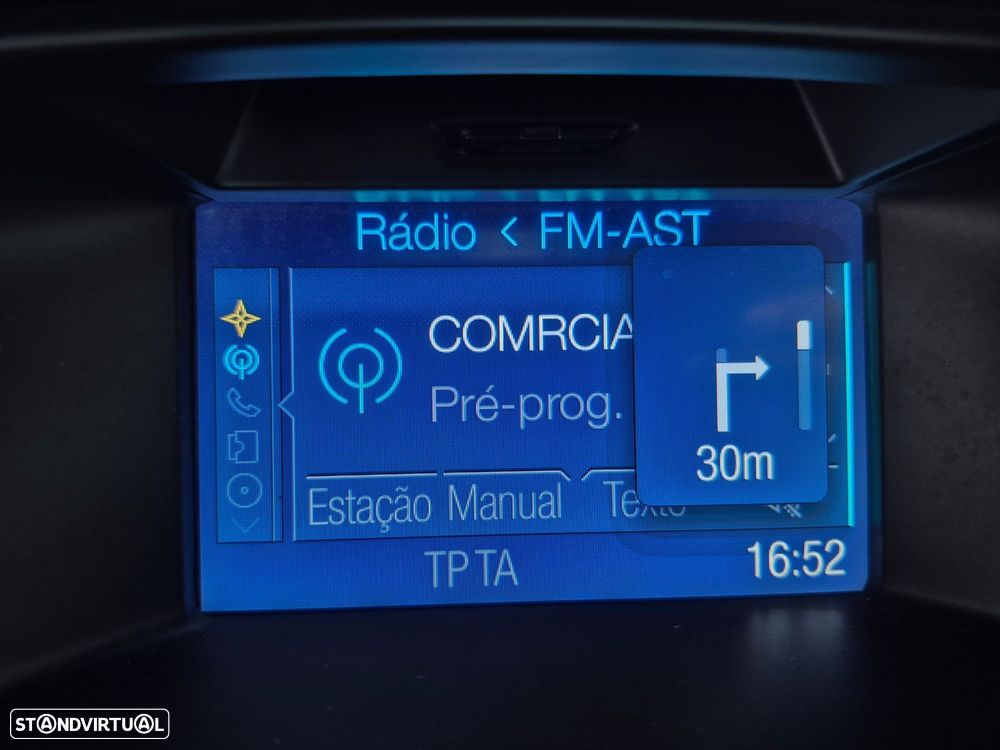 Rádio < FM-AST
COMRCIA
Pré-prog.
30m
Estação Manual Texto
TP TA
16:52
STANDVIRTUAL